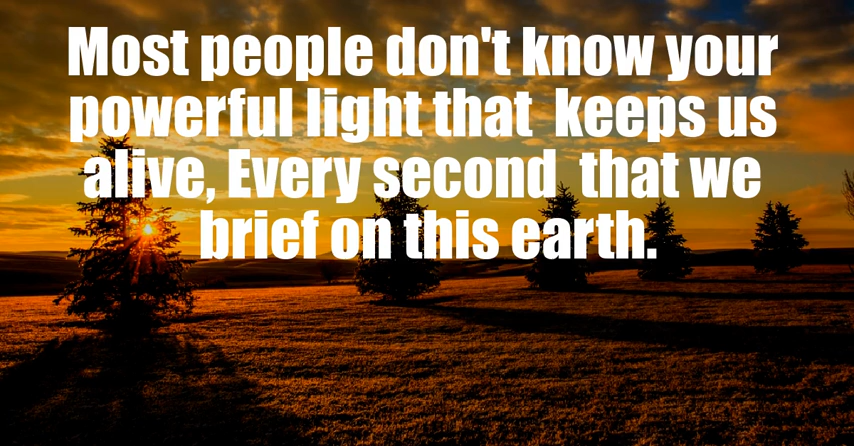 Most people don't know your
powerful light that  keeps us
alive, Every second  that we
brief on this earth.